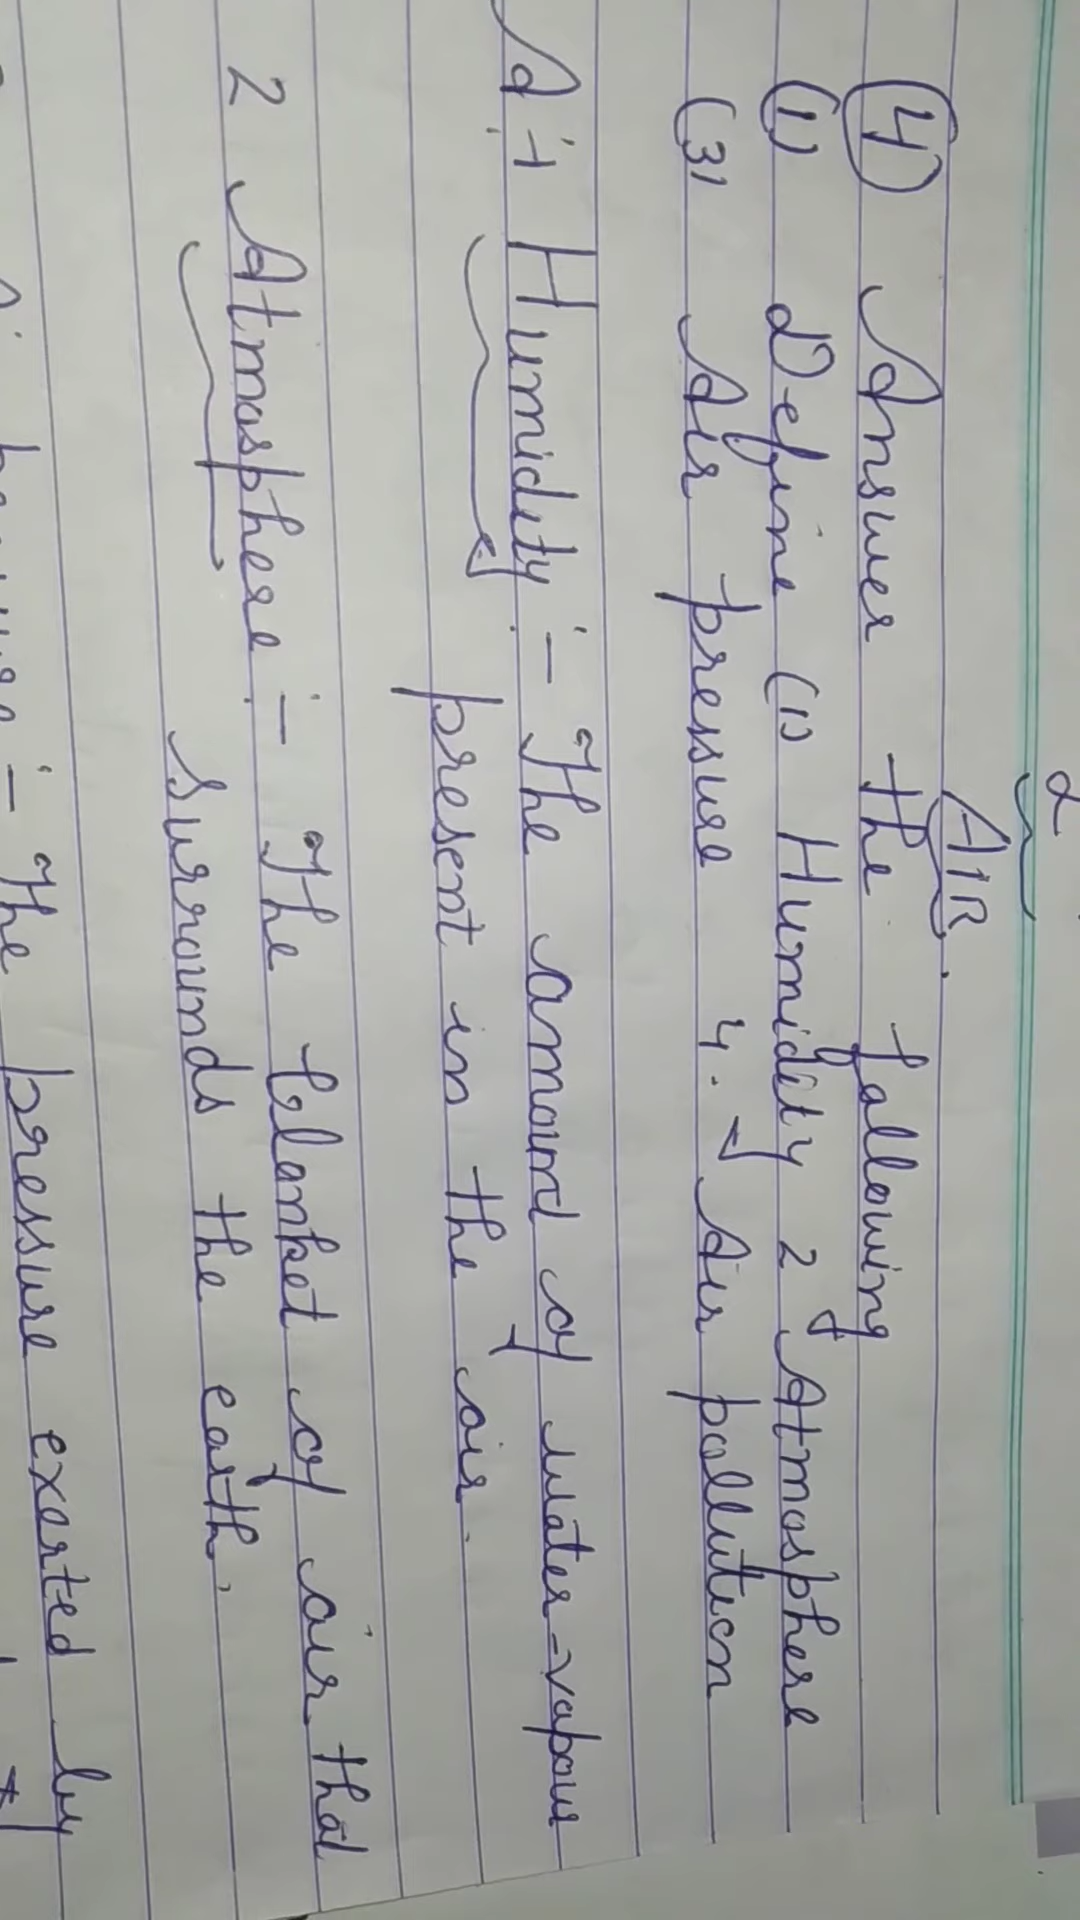 2
AIR
4) Answer the following
(1) Define (1) Humidity 2 Atmosphere
(3) Air pressure 4. Air pollution
A:1 Humidity :- The amound of water-vapour
present in the air.
2 Atmosphere :- The blanket of air that
surrounds the earth.
:- The pressure exerted by